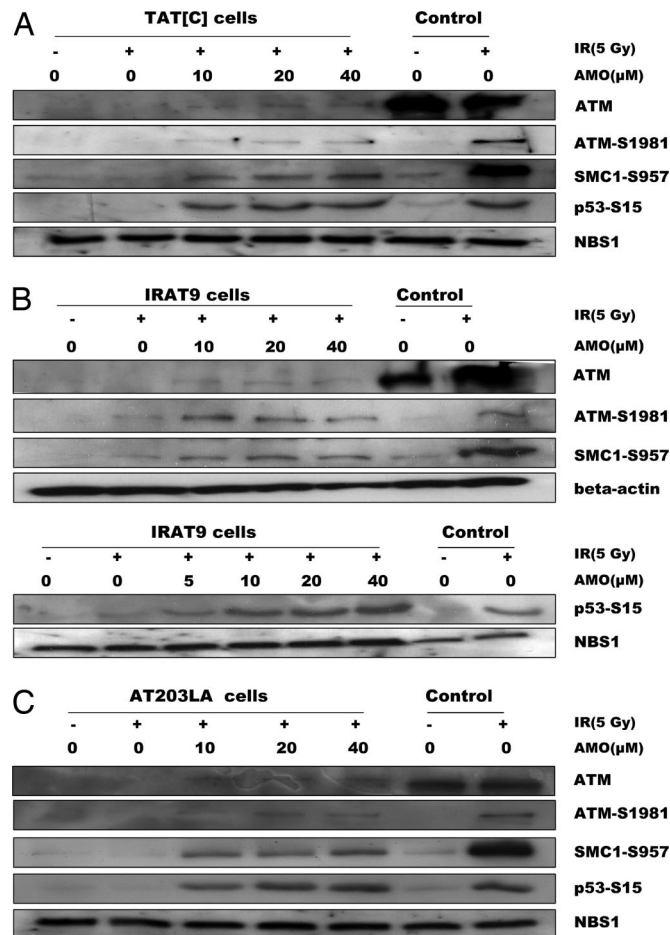 A
TAT[C] cells Control
- + + + + - + IR(5 Gy)
0 0 10 20 40 0 0 AMO(µM)
ATM
ATM-S1981
SMC1-S957
p53-S15
NBS1
B
IRAT9 cells Control
- + + + + - + IR(5 Gy)
0 0 10 20 40 0 0 AMO(µM)
ATM
ATM-S1981
SMC1-S957
beta-actin
IRAT9 cells Control
- + + + + + - + IR(5 Gy)
0 0 5 10 20 40 0 0 AMO(µM)
p53-S15
NBS1
C
AT203LA cells Control
- + + + + - + IR(5 Gy)
0 0 10 20 40 0 0 AMO(µM)
ATM
ATM-S1981
SMC1-S957
p53-S15
NBS1